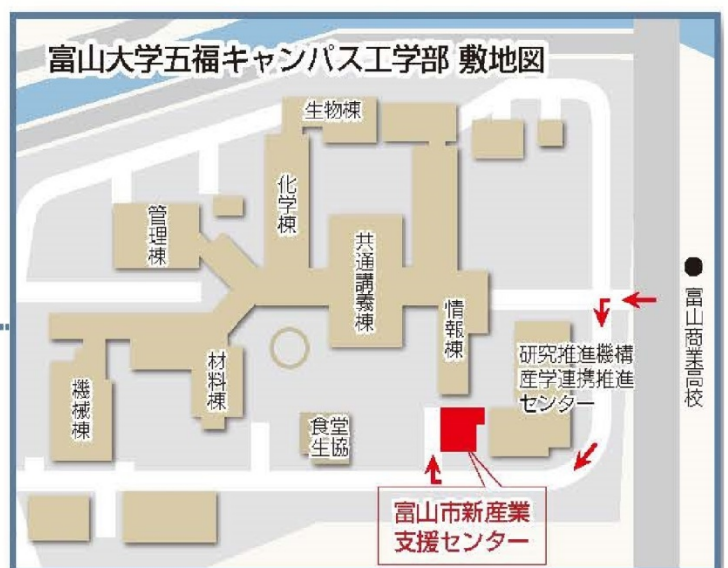 富山大学五福キャンパス工学部 敷地図
生物棟
化学棟
管理棟
共通講義棟
情報棟
富山商業高校
研究推進機構
産学連携推進
センター
材料棟
機械棟
食堂
生協
富山市新産業
支援センター